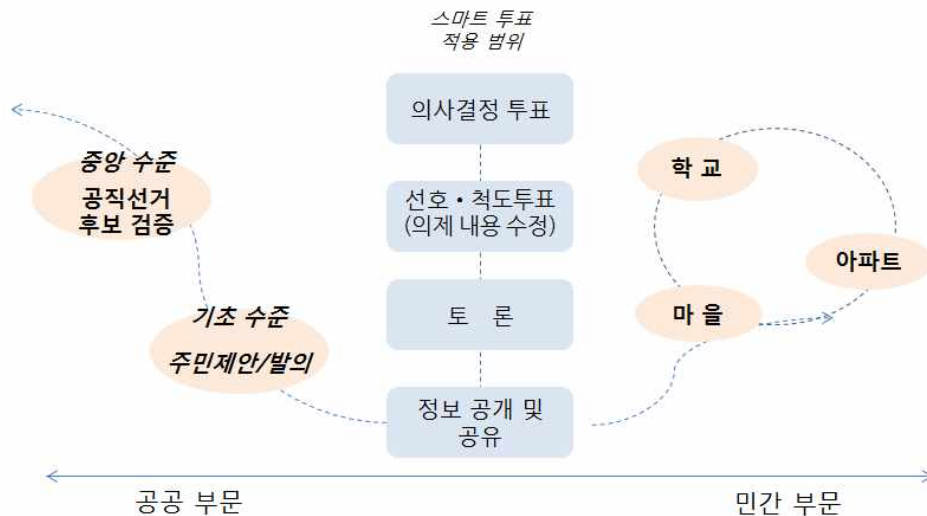 스마트 투표
적용 범위
의사결정 투표
선호・척도투표
(의제 내용 수정)
토 론
정보 공개 및
공유
중앙 수준
공직선거
후보 검증
기초 수준
주민제안/발의
학 교
아파트
마 을
공공 부문
민간 부문